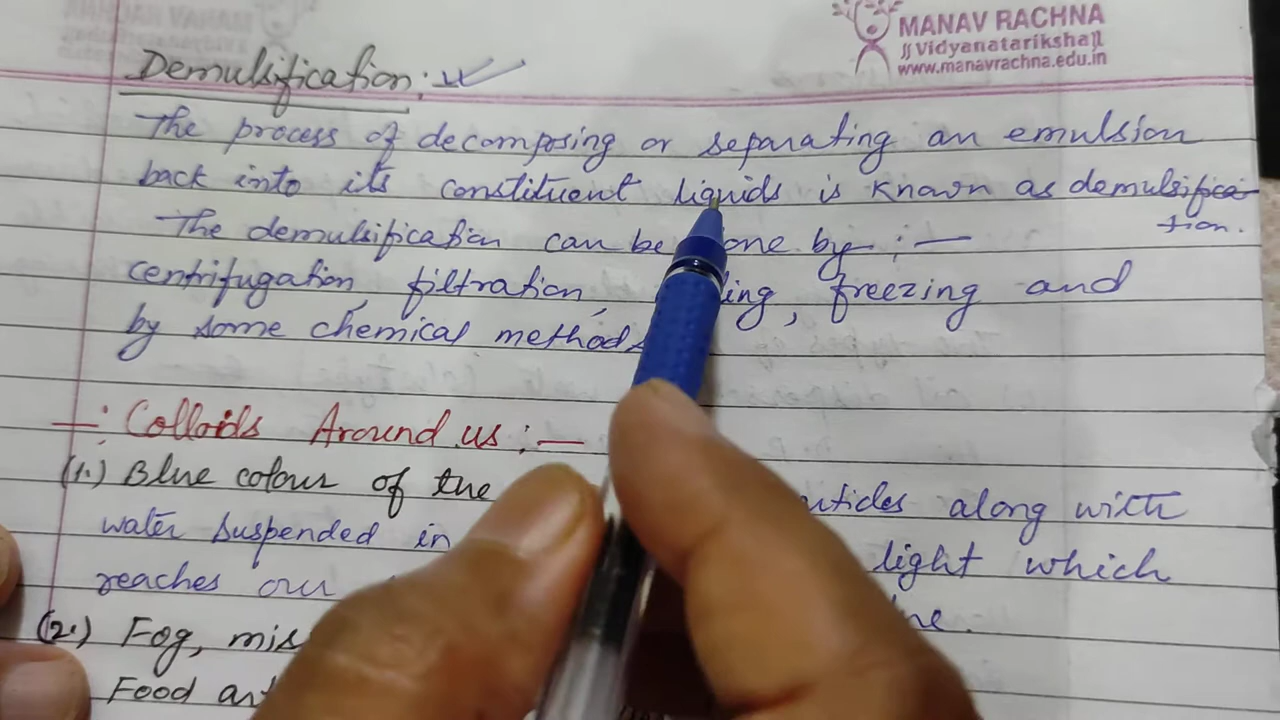 MANAV RACHNA
॥Vidyanatariksha॥
www.manavrachna.edu.in
Demulsification:
The process of decomposing or separating an emulsion
back into its constituent liquids is known as demulsifica-
tion.
The demulsification can be done by :—
centrifugation, filtration, ling, freezing and
by some chemical methods
—: Colloids Around us :—
(1.) Blue colour of the articles along with
water suspended in light which
reaches our
(2.) Fog, mis
Food art